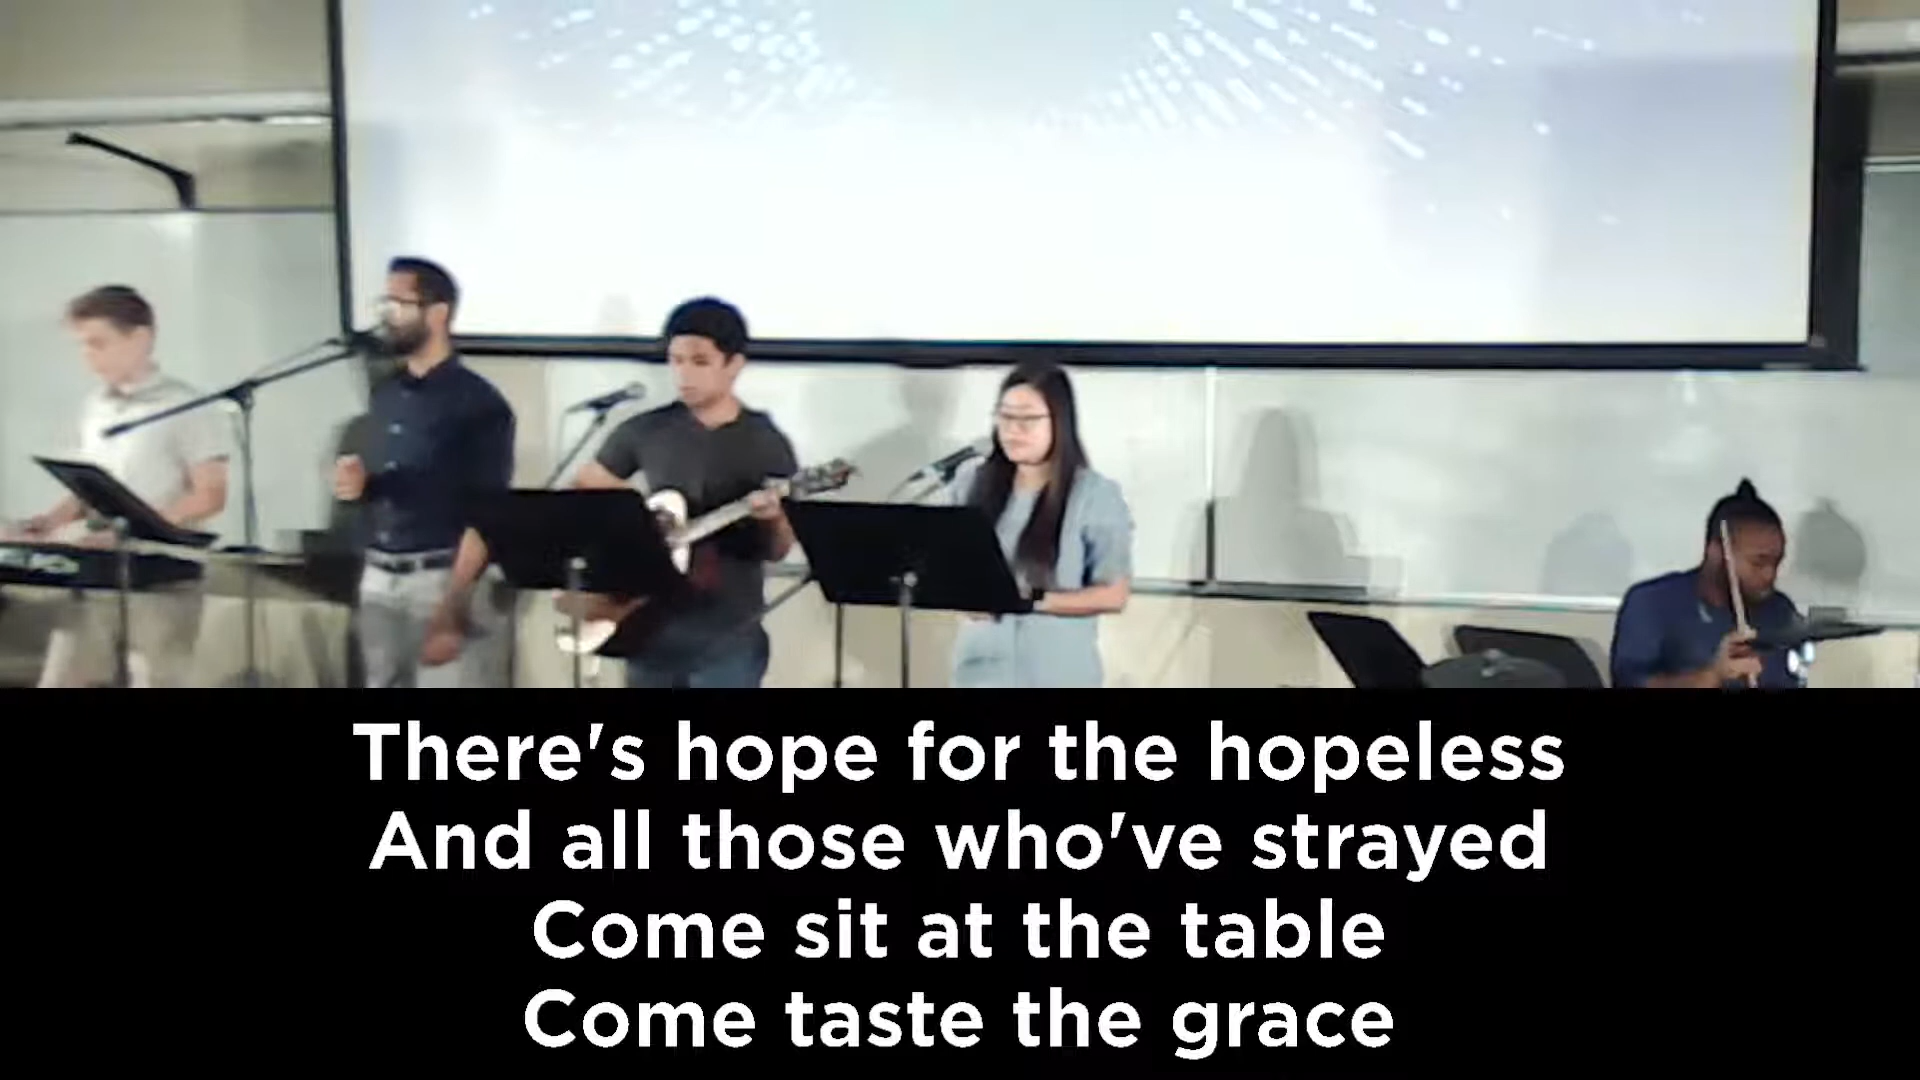 There's hope for the hopeless
And all those who've strayed
Come sit at the table
Come taste the grace